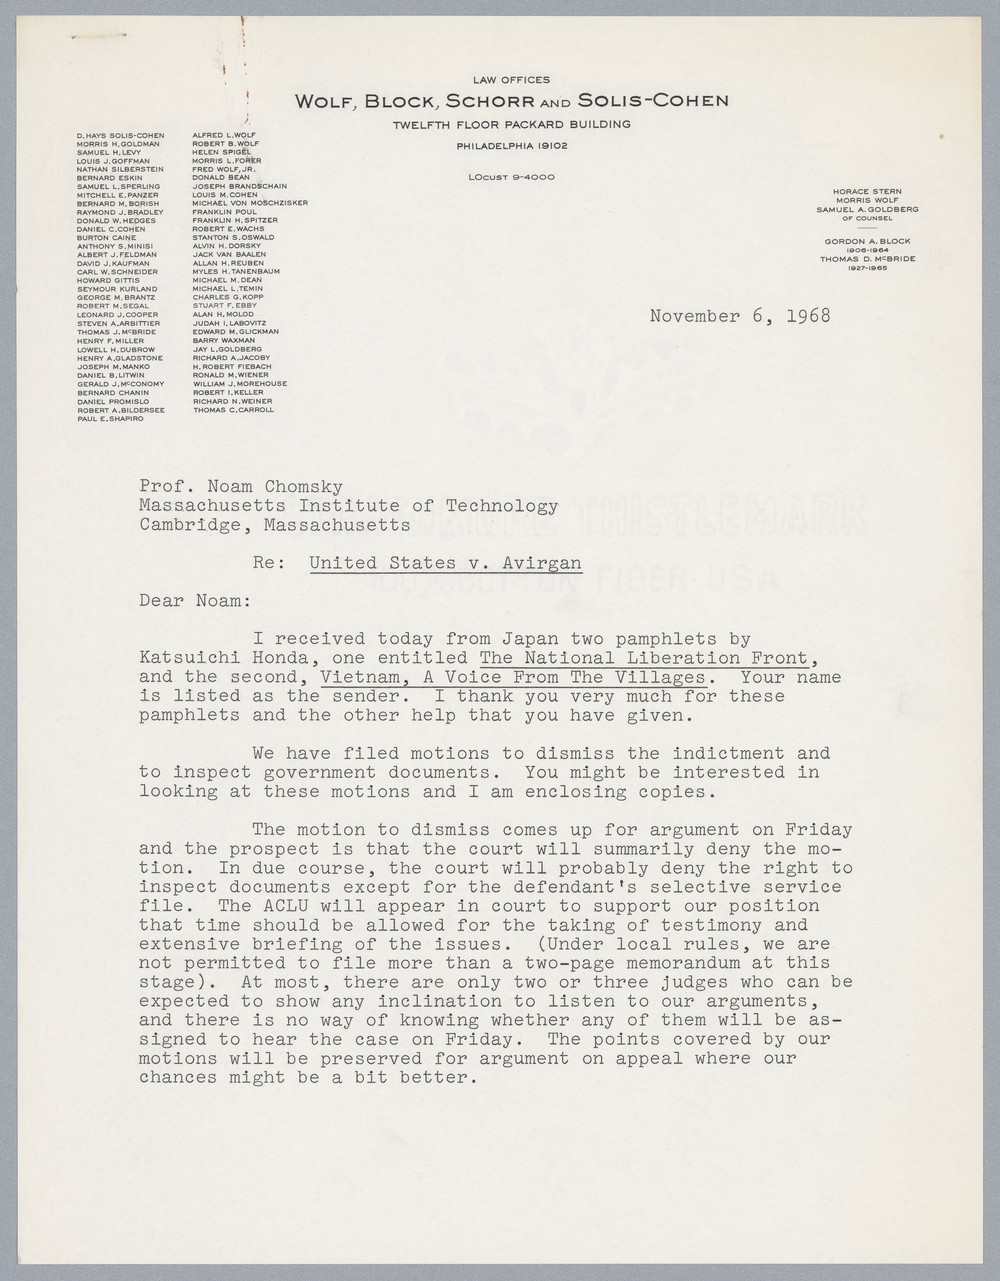 LAW OFFICES
WOLF, BLOCK, SCHORR AND SOLIS-COHEN
TWELFTH FLOOR PACKARD BUILDING
PHILADELPHIA 19102
LOCUST 9-4000
D. HAYS SOLIS-COHEN
MORRIS H. GOLDMAN
SAMUEL H. LEVY
LOUIS J. GOFFMAN
NATHAN SILBERSTEIN
BERNARD ESKIN
SAMUEL L. SPERLING
MITCHELL E. PANZER
BERNARD M. BORISH
RAYMOND J. BRADLEY
DONALD W. HEDGES
DANIEL C. COHEN
BURTON CAINE
ANTHONY S. MINISI
ALBERT J. FELDMAN
DAVID J. KAUFMAN
CARL W. SCHNEIDER
HOWARD GITTIS
SEYMOUR KURLAND
GEORGE M. BRANTZ
ROBERT M. SEGAL
LEONARD J. COOPER
STEVEN A. ARBITTIER
THOMAS J. McBRIDE
HENRY F. MILLER
LOWELL H. DUBROW
HENRY A. GLADSTONE
JOSEPH M. MANKO
DANIEL B. LITWIN
GERALD J. McCONOMY
BERNARD CHANIN
DANIEL PROMISLO
ROBERT A. BILDERSEE
PAUL E. SHAPIRO
ALFRED L. WOLF
ROBERT B. WOLF
HELEN SPIGEL
MORRIS L. FORER
FRED WOLF, JR.
DONALD BEAN
JOSEPH BRANDSCHAIN
LOUIS M. COHEN
MICHAEL VON MOSCHZISKER
FRANKLIN POUL
FRANKLIN H. SPITZER
ROBERT E. WACHS
STANTON S. OSWALD
ALVIN H. DORSKY
JACK VAN BAALEN
ALLAN H. REUBEN
MYLES H. TANENBAUM
MICHAEL M. DEAN
MICHAEL L. TEMIN
CHARLES G. KOPP
STUART F. EBBY
ALAN H. MOLOD
JUDAH I. LABOVITZ
EDWARD M. GLICKMAN
BARRY WAXMAN
JAY L. GOLDBERG
RICHARD A. JACOBY
H. ROBERT FIEBACH
RONALD M. WIENER
WILLIAM J. MOREHOUSE
ROBERT I. KELLER
RICHARD N. WEINER
THOMAS C. CARROLL
HORACE STERN
MORRIS WOLF
SAMUEL A. GOLDBERG
OF COUNSEL
GORDON A. BLOCK
1906-1964
THOMAS D. McBRIDE
1927-1965
November 6, 1968
Prof. Noam Chomsky
Massachusetts Institute of Technology
Cambridge, Massachusetts
Re: United States v. Avirgan
Dear Noam:
I received today from Japan two pamphlets by
Katsuichi Honda, one entitled The National Liberation Front,
and the second, Vietnam, A Voice From The Villages. Your name
is listed as the sender. I thank you very much for these
pamphlets and the other help that you have given.
We have filed motions to dismiss the indictment and
to inspect government documents. You might be interested in
looking at these motions and I am enclosing copies.
The motion to dismiss comes up for argument on Friday
and the prospect is that the court will summarily deny the mo-
tion. In due course, the court will probably deny the right to
inspect documents except for the defendant's selective service
file. The ACLU will appear in court to support our position
that time should be allowed for the taking of testimony and
extensive briefing of the issues. (Under local rules, we are
not permitted to file more than a two-page memorandum at this
stage). At most, there are only two or three judges who can be
expected to show any inclination to listen to our arguments,
and there is no way of knowing whether any of them will be as-
signed to hear the case on Friday. The points covered by our
motions will be preserved for argument on appeal where our
chances might be a bit better.